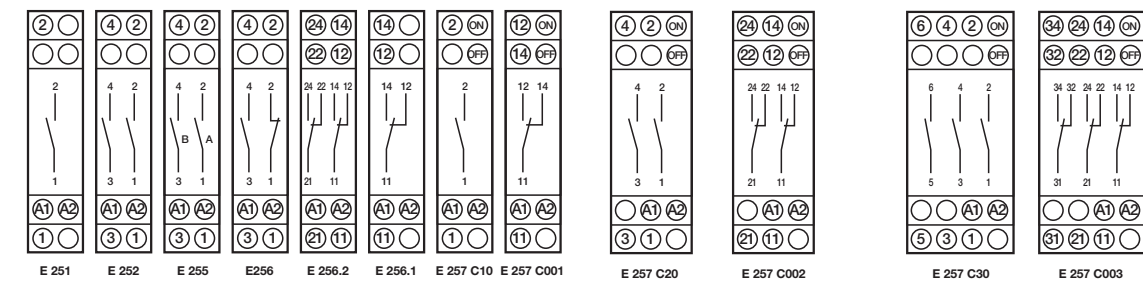 2 4 2 4 2 4 2 24 14 14 2 ON 12 ON 4 2 ON 24 14 ON 6 4 2 ON 34 24 14 ON
22 12 12 OFF 14 OFF OFF 22 12 OFF OFF 32 22 12 OFF
2 4 2 4 2 4 2 24 22 14 12 14 12 2 12 14 4 2 24 22 14 12 6 4 2 34 32 24 22 14 12
B A
1 3 1 3 1 3 1 21 11 11 1 11 3 1 21 11 5 3 1 31 21 11
A1 A2 A1 A2 A1 A2 A1 A2 A1 A2 A1 A2 A1 A2 A1 A2 A1 A2 A1 A2 A1 A2 A1 A2
1 3 1 3 1 3 1 21 11 11 1 11 3 1 21 11 5 3 1 31 21 11
E 251 E 252 E 255 E256 E 256.2 E 256.1 E 257 C10 E 257 C001 E 257 C20 E 257 C002 E 257 C30 E 257 C003